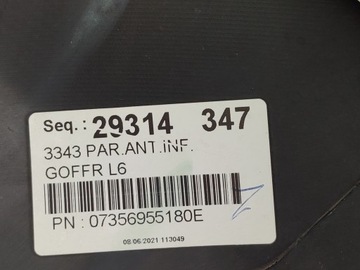 Seq.: 29314 347
3343 PAR.ANT.INF.
GOFFR L6
PN : 07356955180E
08/06/2021 113049